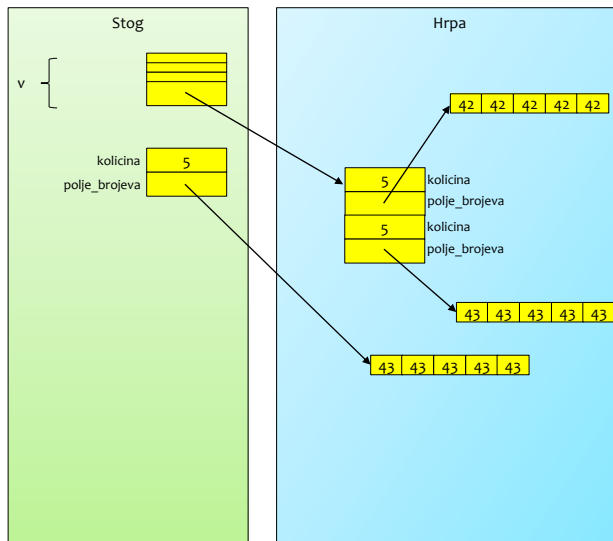 Stog
v
kolicina 5
polje_brojeva
Hrpa
42 42 42 42 42
5 kolicina
polje_brojeva
5 kolicina
polje_brojeva
43 43 43 43 43
43 43 43 43 43